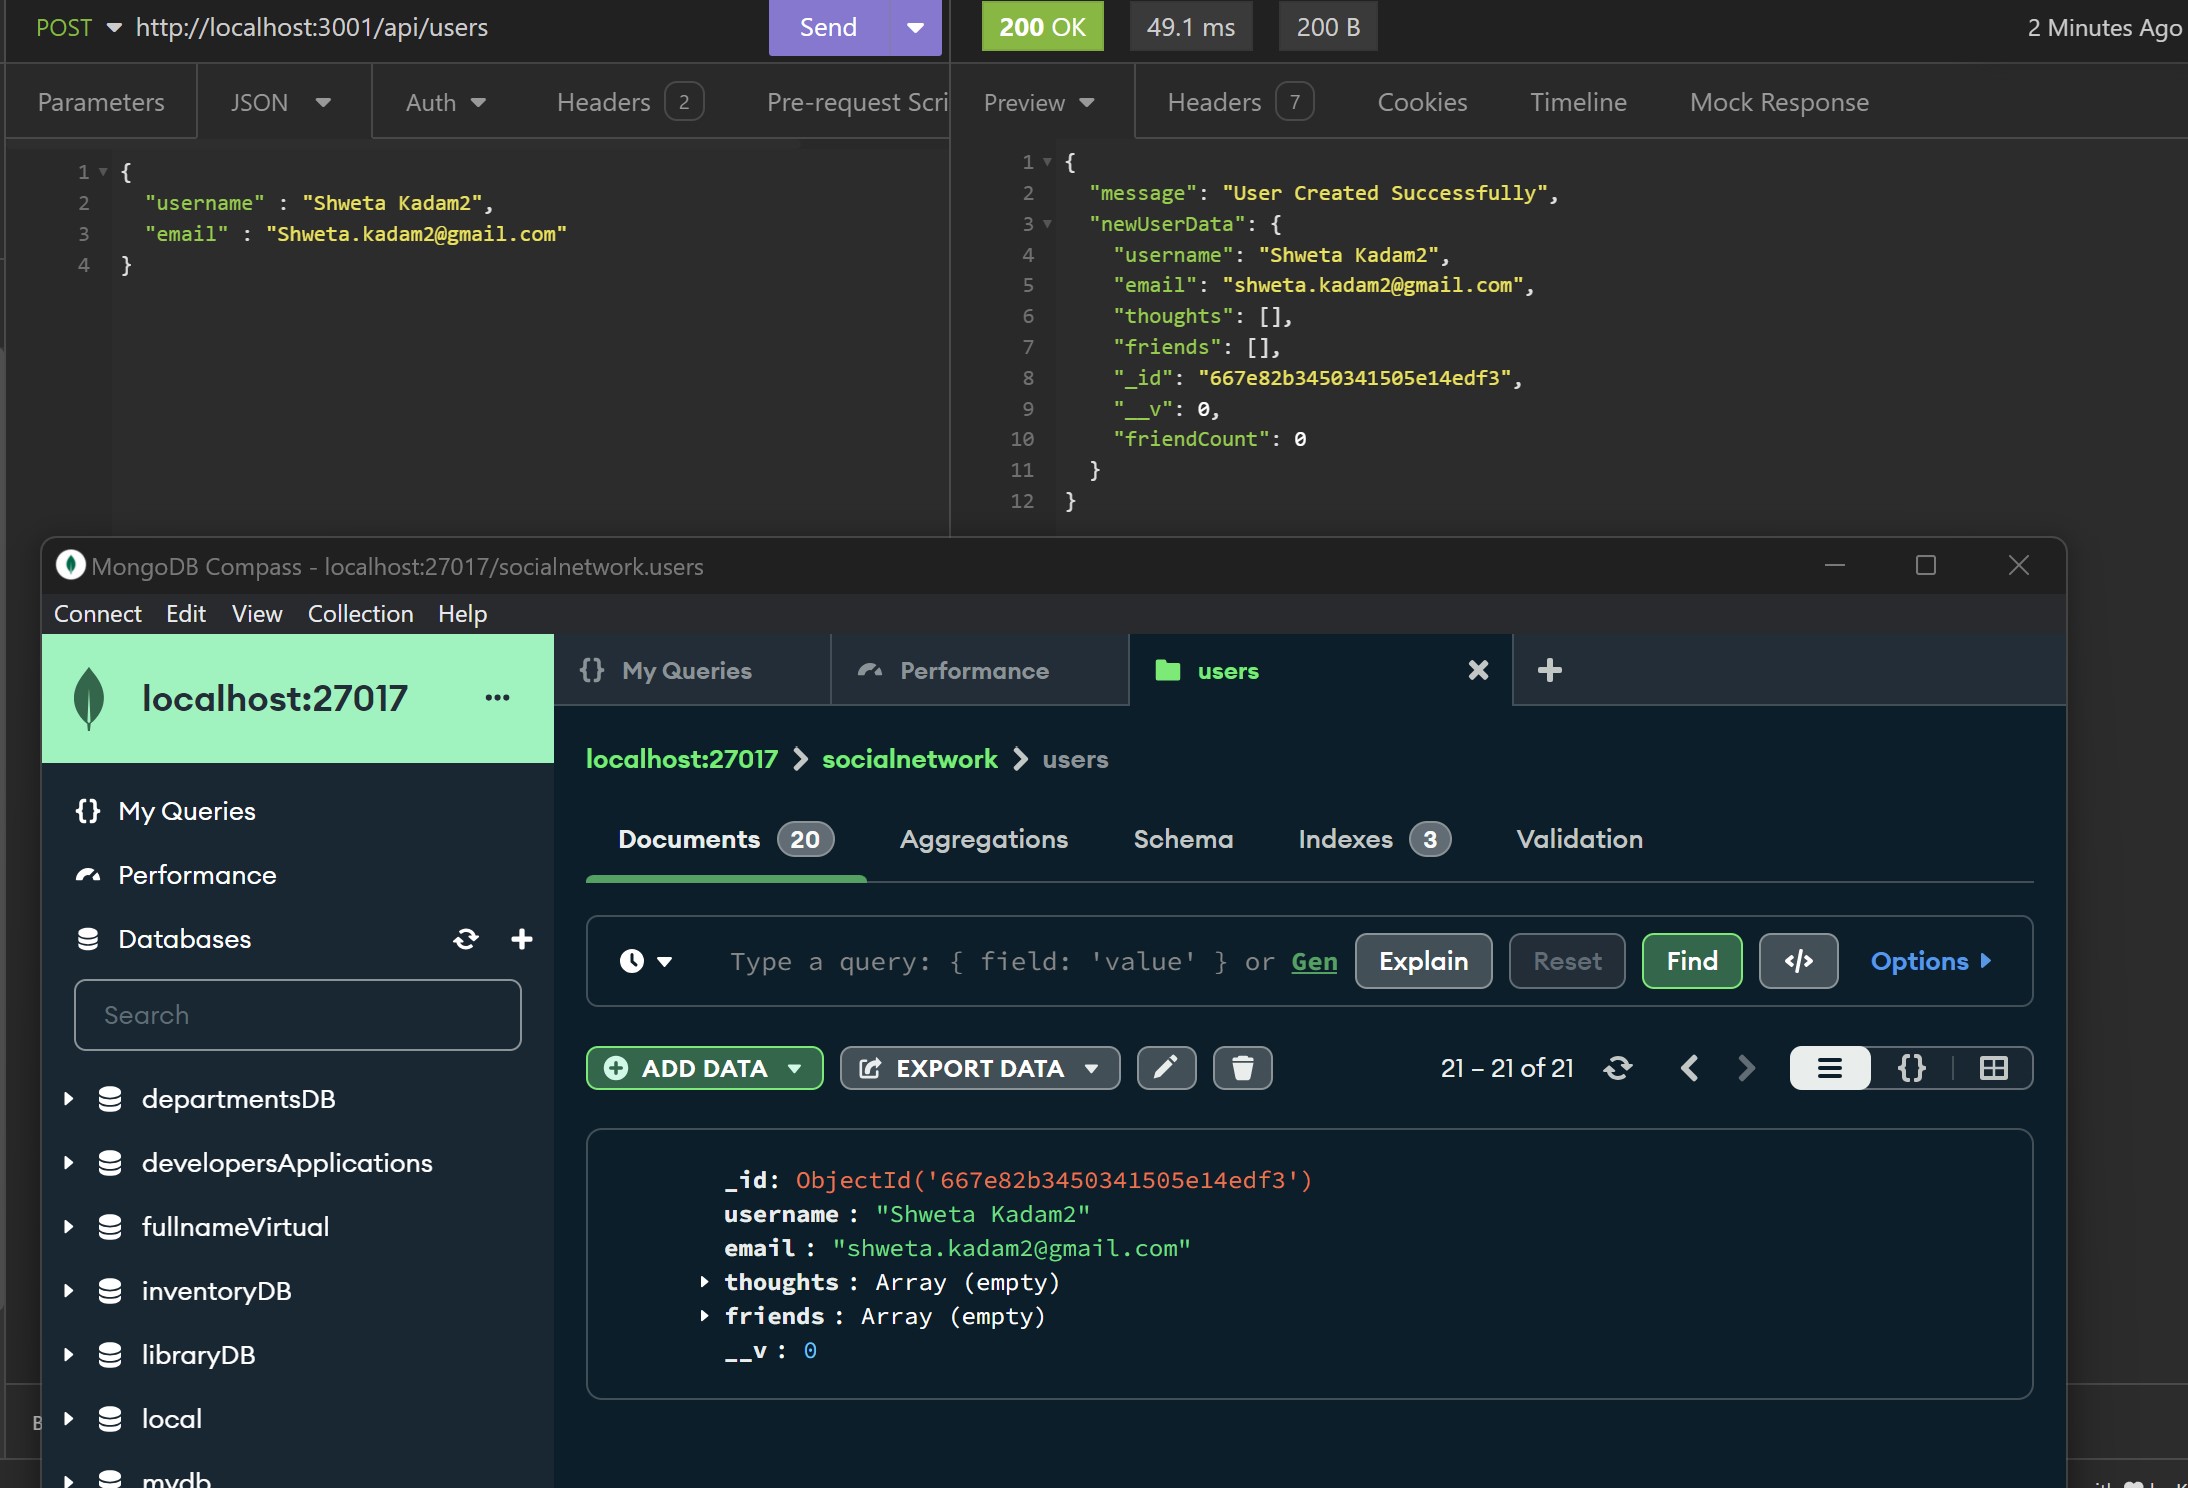 POST http://localhost:3001/api/users Send 200 OK 49.1 ms 200 B 2 Minutes Ago
Parameters JSON Auth Headers 2 Pre-request Scri Preview Headers 7 Cookies Timeline Mock Response
1 {
2 "username" : "Shweta Kadam2",
3 "email" : "Shweta.kadam2@gmail.com"
4 }
1 {
2 "message": "User Created Successfully",
3 "newUserData": {
4 "username": "Shweta Kadam2",
5 "email": "shweta.kadam2@gmail.com",
6 "thoughts": [],
7 "friends": [],
8 "_id": "667e82b3450341505e14edf3",
9 "__v": 0,
10 "friendCount": 0
11 }
12 }
MongoDB Compass - localhost:27017/socialnetwork.users
Connect Edit View Collection Help
localhost:27017 ...
{} My Queries
Performance
Databases
Search
departmentsDB
developersApplications
fullnameVirtual
inventoryDB
libraryDB
local
mydb
{} My Queries Performance users
localhost:27017 > socialnetwork > users
Documents 20 Aggregations Schema Indexes 3 Validation
Type a query: { field: 'value' } or Gen Explain Reset Find </> Options
ADD DATA EXPORT DATA 21 – 21 of 21 {}
_id: ObjectId('667e82b3450341505e14edf3')
username : "Shweta Kadam2"
email : "shweta.kadam2@gmail.com"
thoughts : Array (empty)
friends : Array (empty)
__v : 0